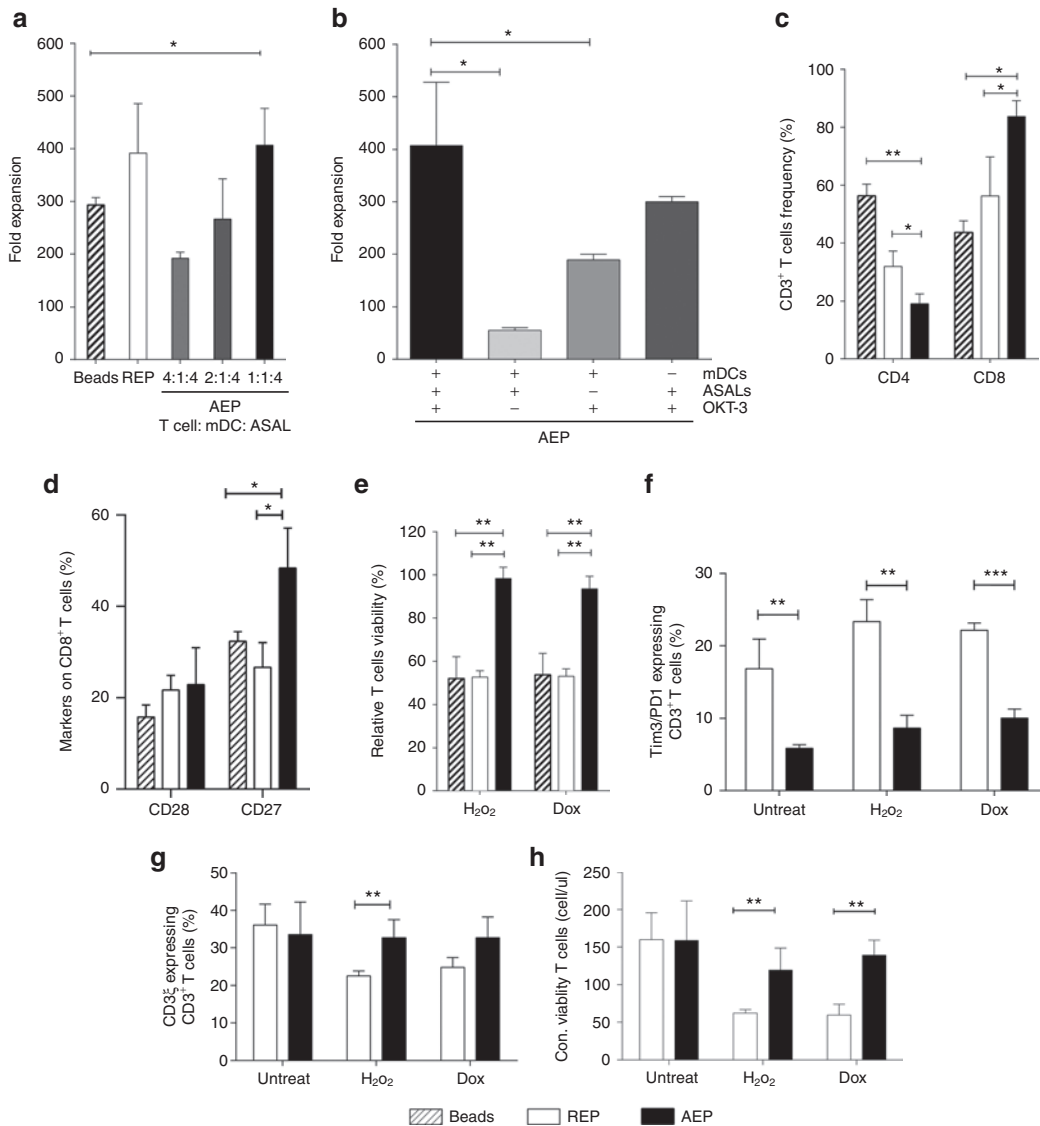 a
*
600
500
400
300
200
100
0
Fold expansion
Beads REP 4:1:4 2:1:4 1:1:4
AEP
T cell: mDC: ASAL
b
*
*
600
500
400
300
200
100
0
Fold expansion
+ + + − mDCs
+ + − + ASALs
+ − + + OKT-3
AEP
c
*
*
**
*
100
80
60
40
20
0
CD3+ T cells frequency (%)
CD4 CD8
d
*
*
60
40
20
0
Markers on CD8+ T cells (%)
CD28 CD27
e
** **
** **
120
100
80
60
40
20
0
Relative T cells viability (%)
H2o2 Dox
f
** ** ***
30
20
10
0
Tim3/PD1 expressing
CD3+ T cells (%)
Untreat H2o2 Dox
g
**
50
40
30
20
10
0
CD3ξ expressing
CD3+ T cells (%)
Untreat H2o2 Dox
h
** **
250
200
150
100
50
0
Con. viablity T cells (cell/ul)
Untreat H2o2 Dox
Beads REP AEP